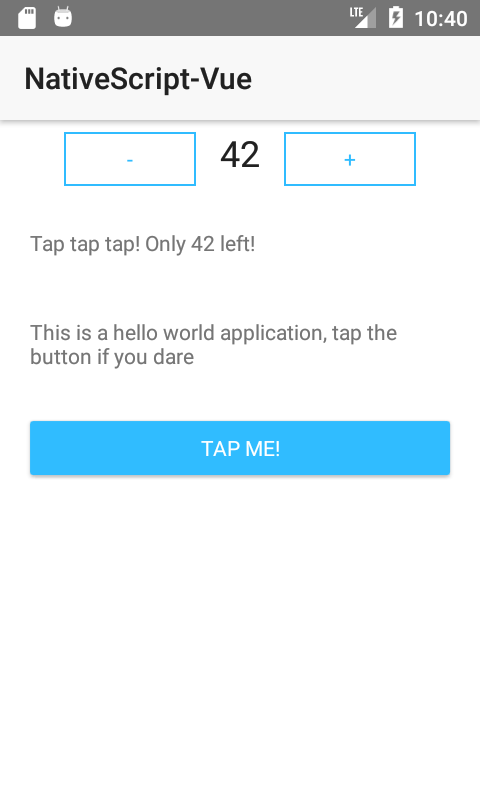 LTE 10:40
NativeScript-Vue
- 42 +
Tap tap tap! Only 42 left!
This is a hello world application, tap the
button if you dare
TAP ME!